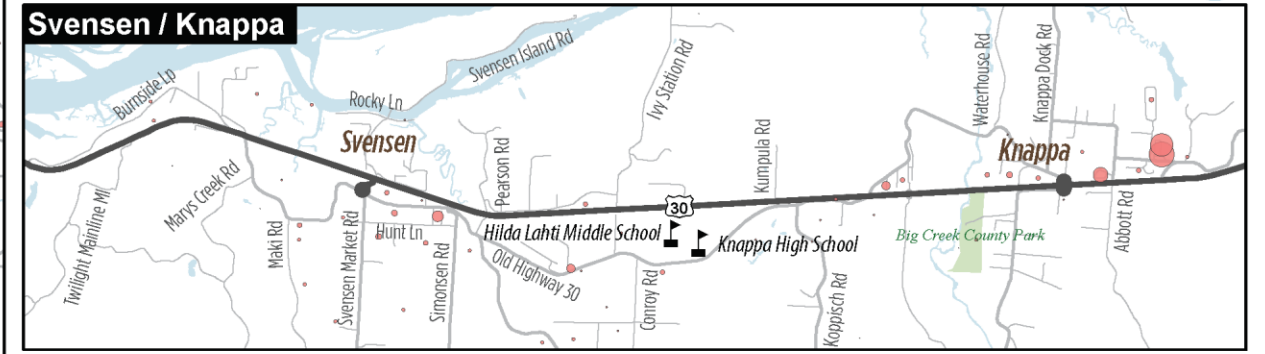 Svensen / Knappa
Burnside Lp
Svensen Island Rd
Rocky Ln
Ivy Station Rd
Waterhouse Rd
Knappa Dock Rd
Svensen
Knappa
Pearson Rd
Kumpula Rd
Marys Creek Rd
Twilight Mainline Ml
Maki Rd
Svensen Market Rd
Hunt Ln
Simonsen Rd
30
Hilda Lahti Middle School
Knappa High School
Old Highway 30
Conroy Rd
Koppisch Rd
Big Creek County Park
Abbott Rd